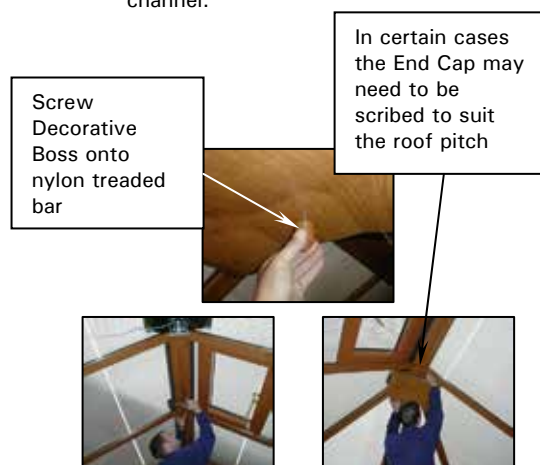 channel.
In certain cases
the End Cap may
need to be
scribed to suit
the roof pitch
Screw
Decorative
Boss onto
nylon treaded
bar